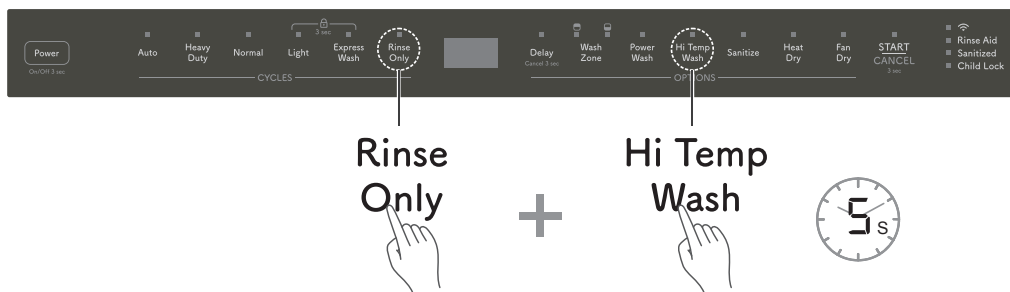 Power
On/Off 3 sec
Auto
Heavy
Duty
Normal
3 sec
Light
Express
Wash
Rinse
Only
CYCLES
Delay
Cancel 3 sec
Wash
Zone
Power
Wash
Hi Temp
Wash
Sanitize
Heat
Dry
Fan
Dry
OPTIONS
START
CANCEL
3 sec
Rinse Aid
Sanitized
Child Lock
Rinse
Only
+
Hi Temp
Wash
5 s